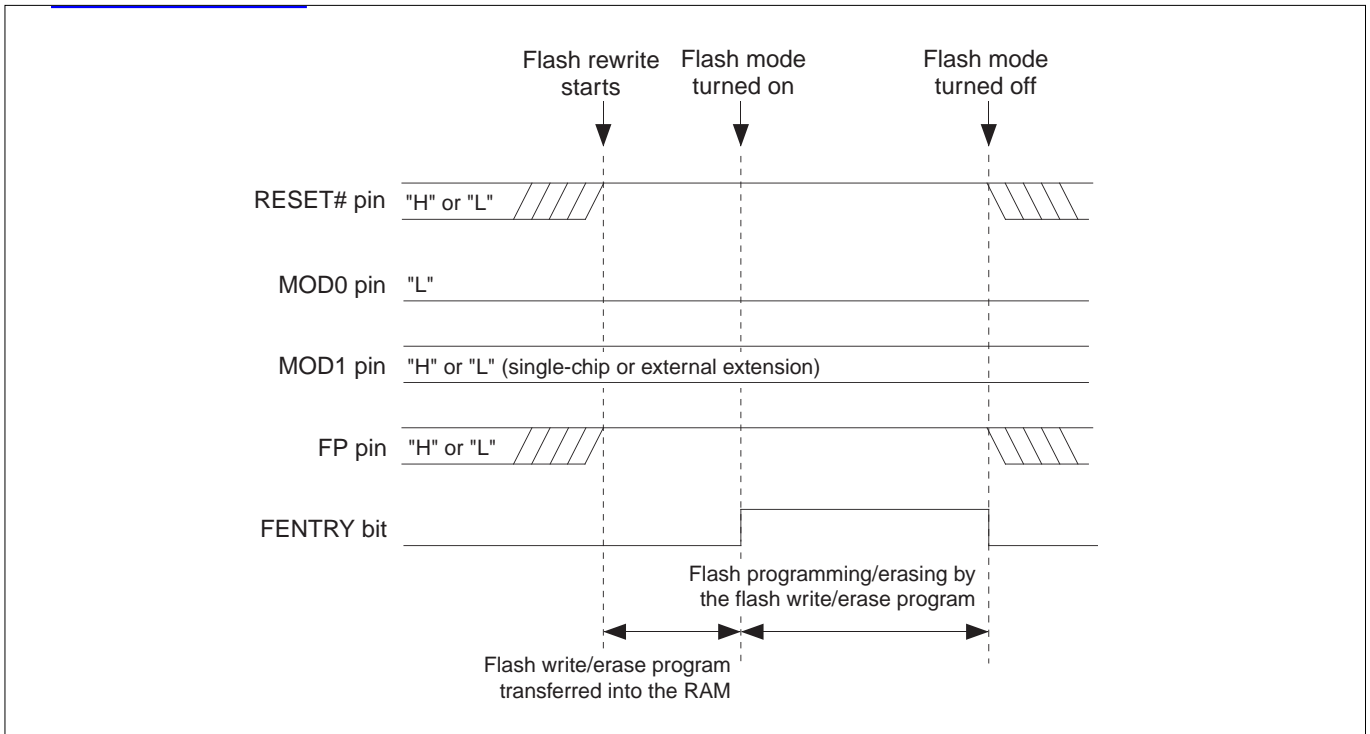 Flash rewrite
starts
Flash mode
turned on
Flash mode
turned off
RESET# pin
"H" or "L"
MOD0 pin
"L"
MOD1 pin
"H" or "L" (single-chip or external extension)
FP pin
"H" or "L"
FENTRY bit
Flash programming/erasing by
the flash write/erase program
Flash write/erase program
transferred into the RAM